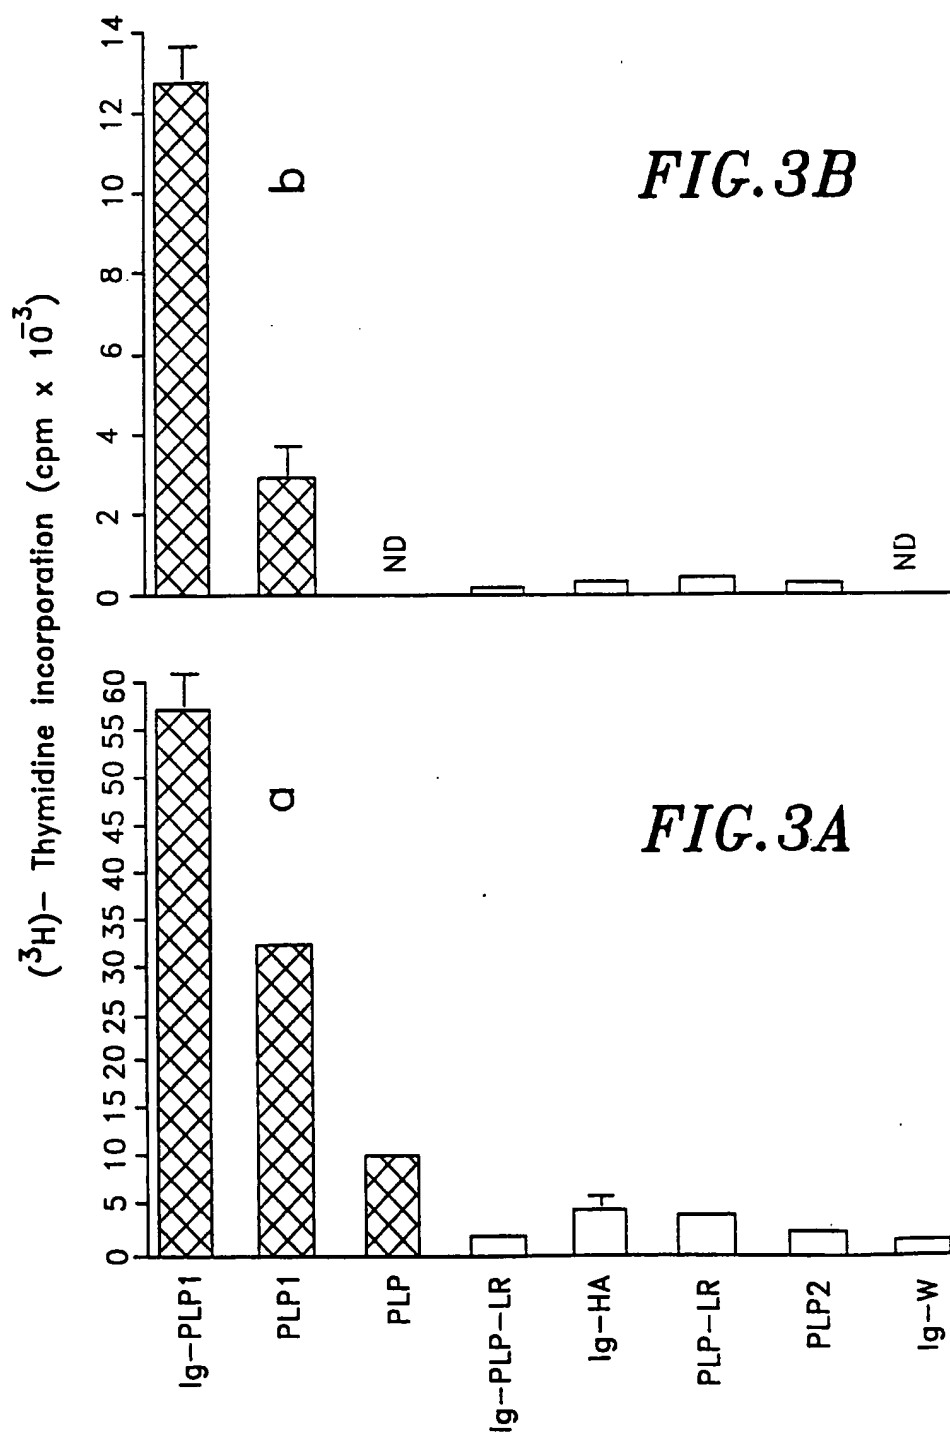 (³H)– Thymidine incorporation (cpm x 10⁻³)
0 5 10 15 20 25 30 35 40 45 50 55 60
0 2 4 6 8 10 12 14
Ig–PLP1
PLP1
PLP
Ig–PLP–LR
Ig–HA
PLP–LR
PLP2
Ig–W
a
b
ND
ND
FIG.3A
FIG.3B